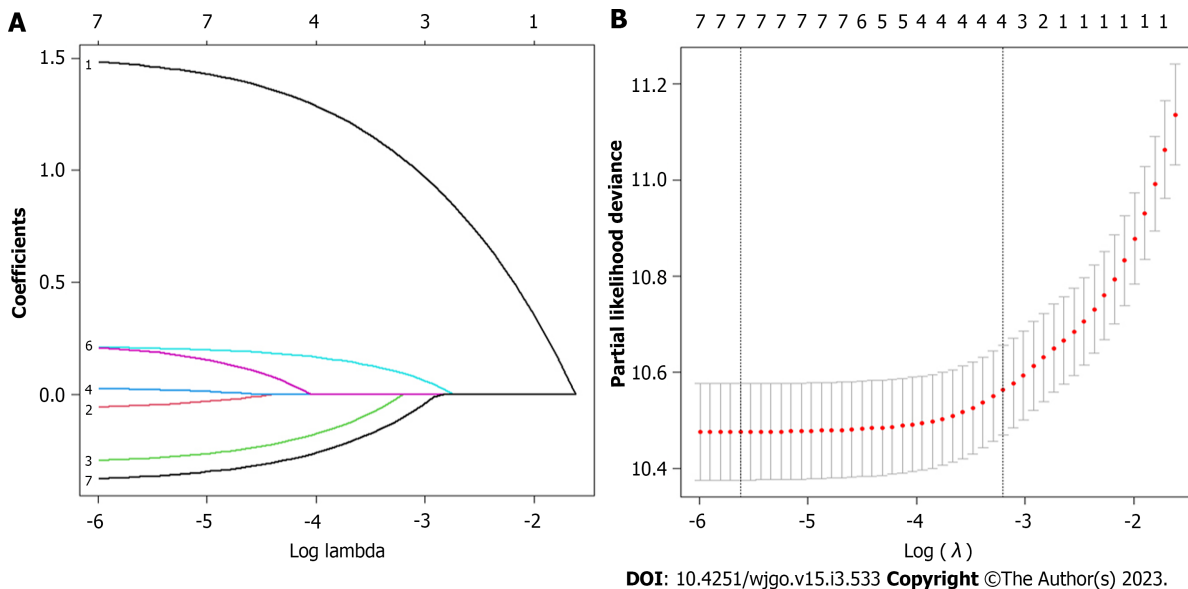 A
7 7 4 3 1
1.5
1.0
0.5
0.0
Coefficients
1
6
4
2
3
7
-6 -5 -4 -3 -2
Log lambda
B
7 7 7 7 7 7 7 7 6 5 5 4 4 4 4 4 3 2 1 1 1 1 1 1
11.2
11.0
10.8
10.6
10.4
Partial likelihood deviance
-6 -5 -4 -3 -2
Log ( λ )
DOI: 10.4251/wjgo.v15.i3.533 Copyright ©The Author(s) 2023.